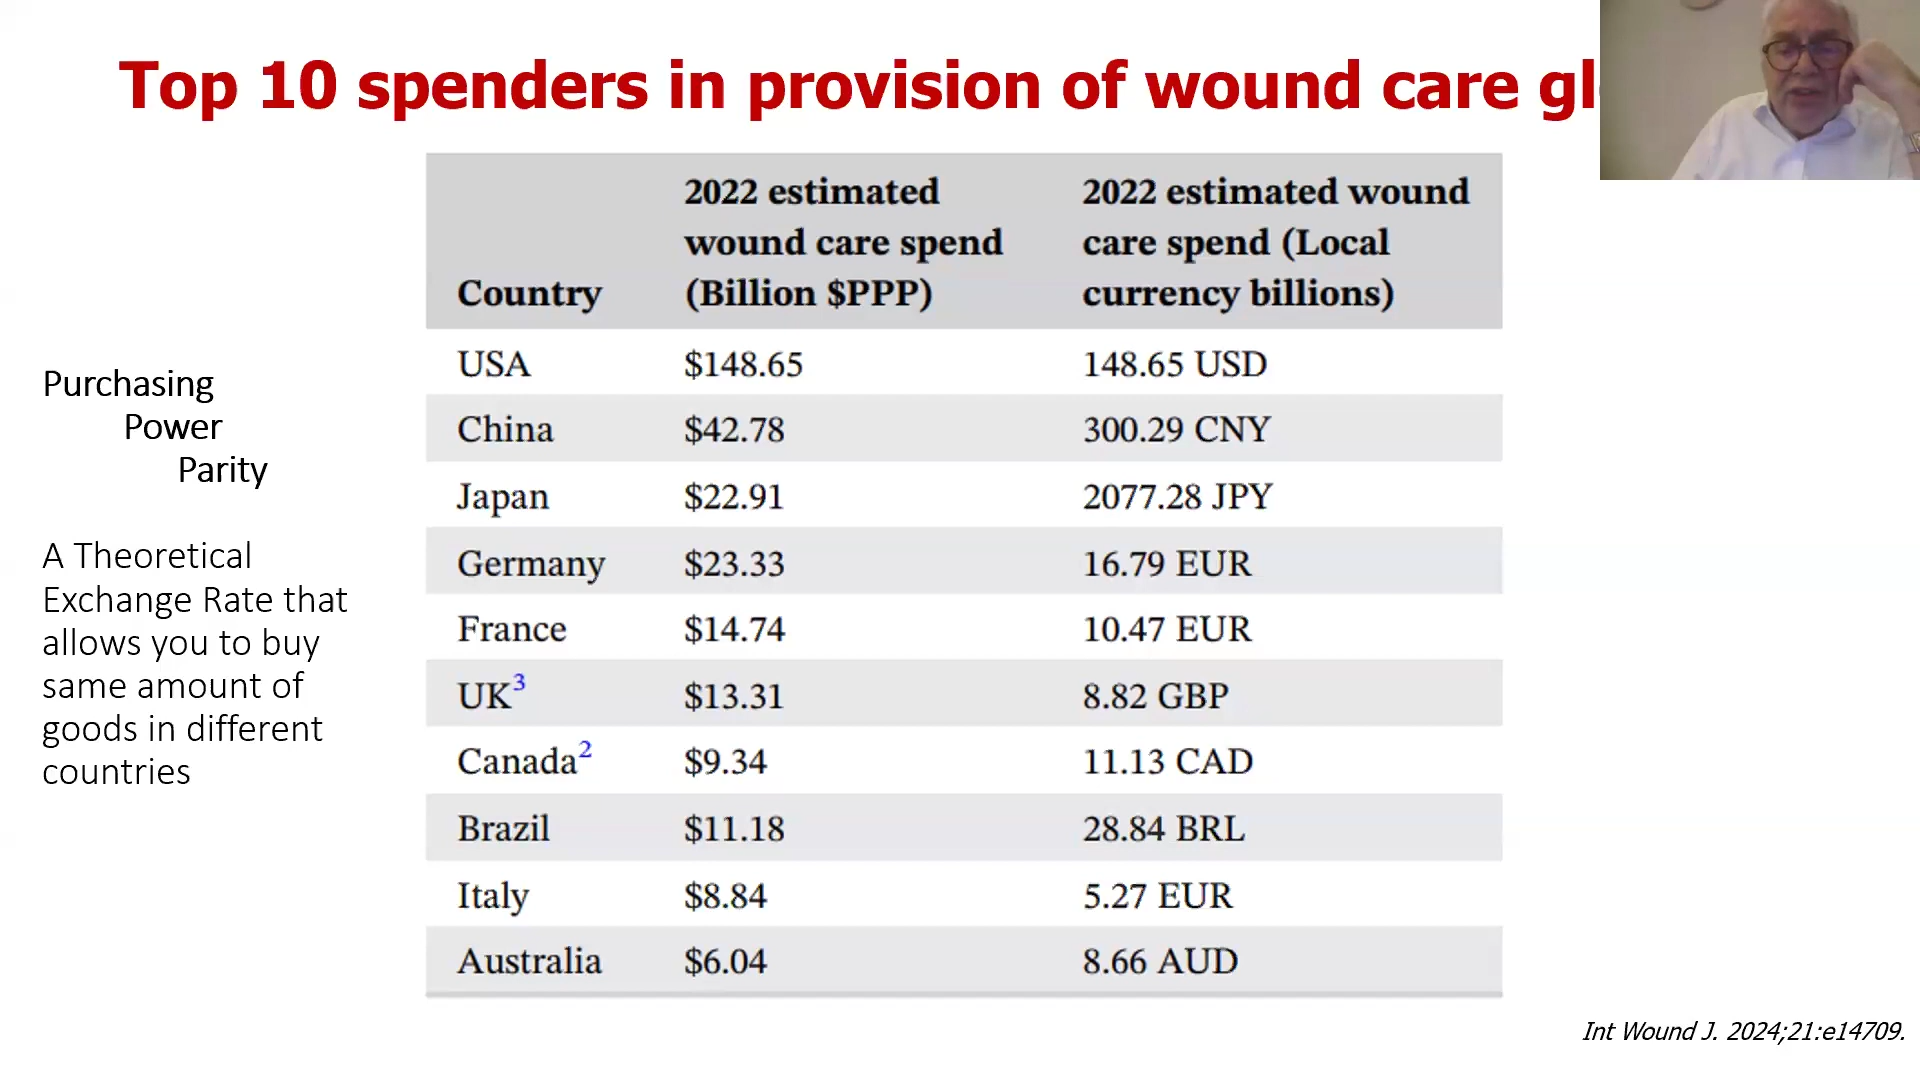 Top 10 spenders in provision of wound care gl
Country 2022 estimated wound care spend (Billion $PPP) 2022 estimated wound care spend (Local currency billions)
USA $148.65 148.65 USD
China $42.78 300.29 CNY
Japan $22.91 2077.28 JPY
Germany $23.33 16.79 EUR
France $14.74 10.47 EUR
UK3 $13.31 8.82 GBP
Canada2 $9.34 11.13 CAD
Brazil $11.18 28.84 BRL
Italy $8.84 5.27 EUR
Australia $6.04 8.66 AUD
Purchasing
Power
Parity
A Theoretical
Exchange Rate that
allows you to buy
same amount of
goods in different
countries
Int Wound J. 2024;21:e14709.